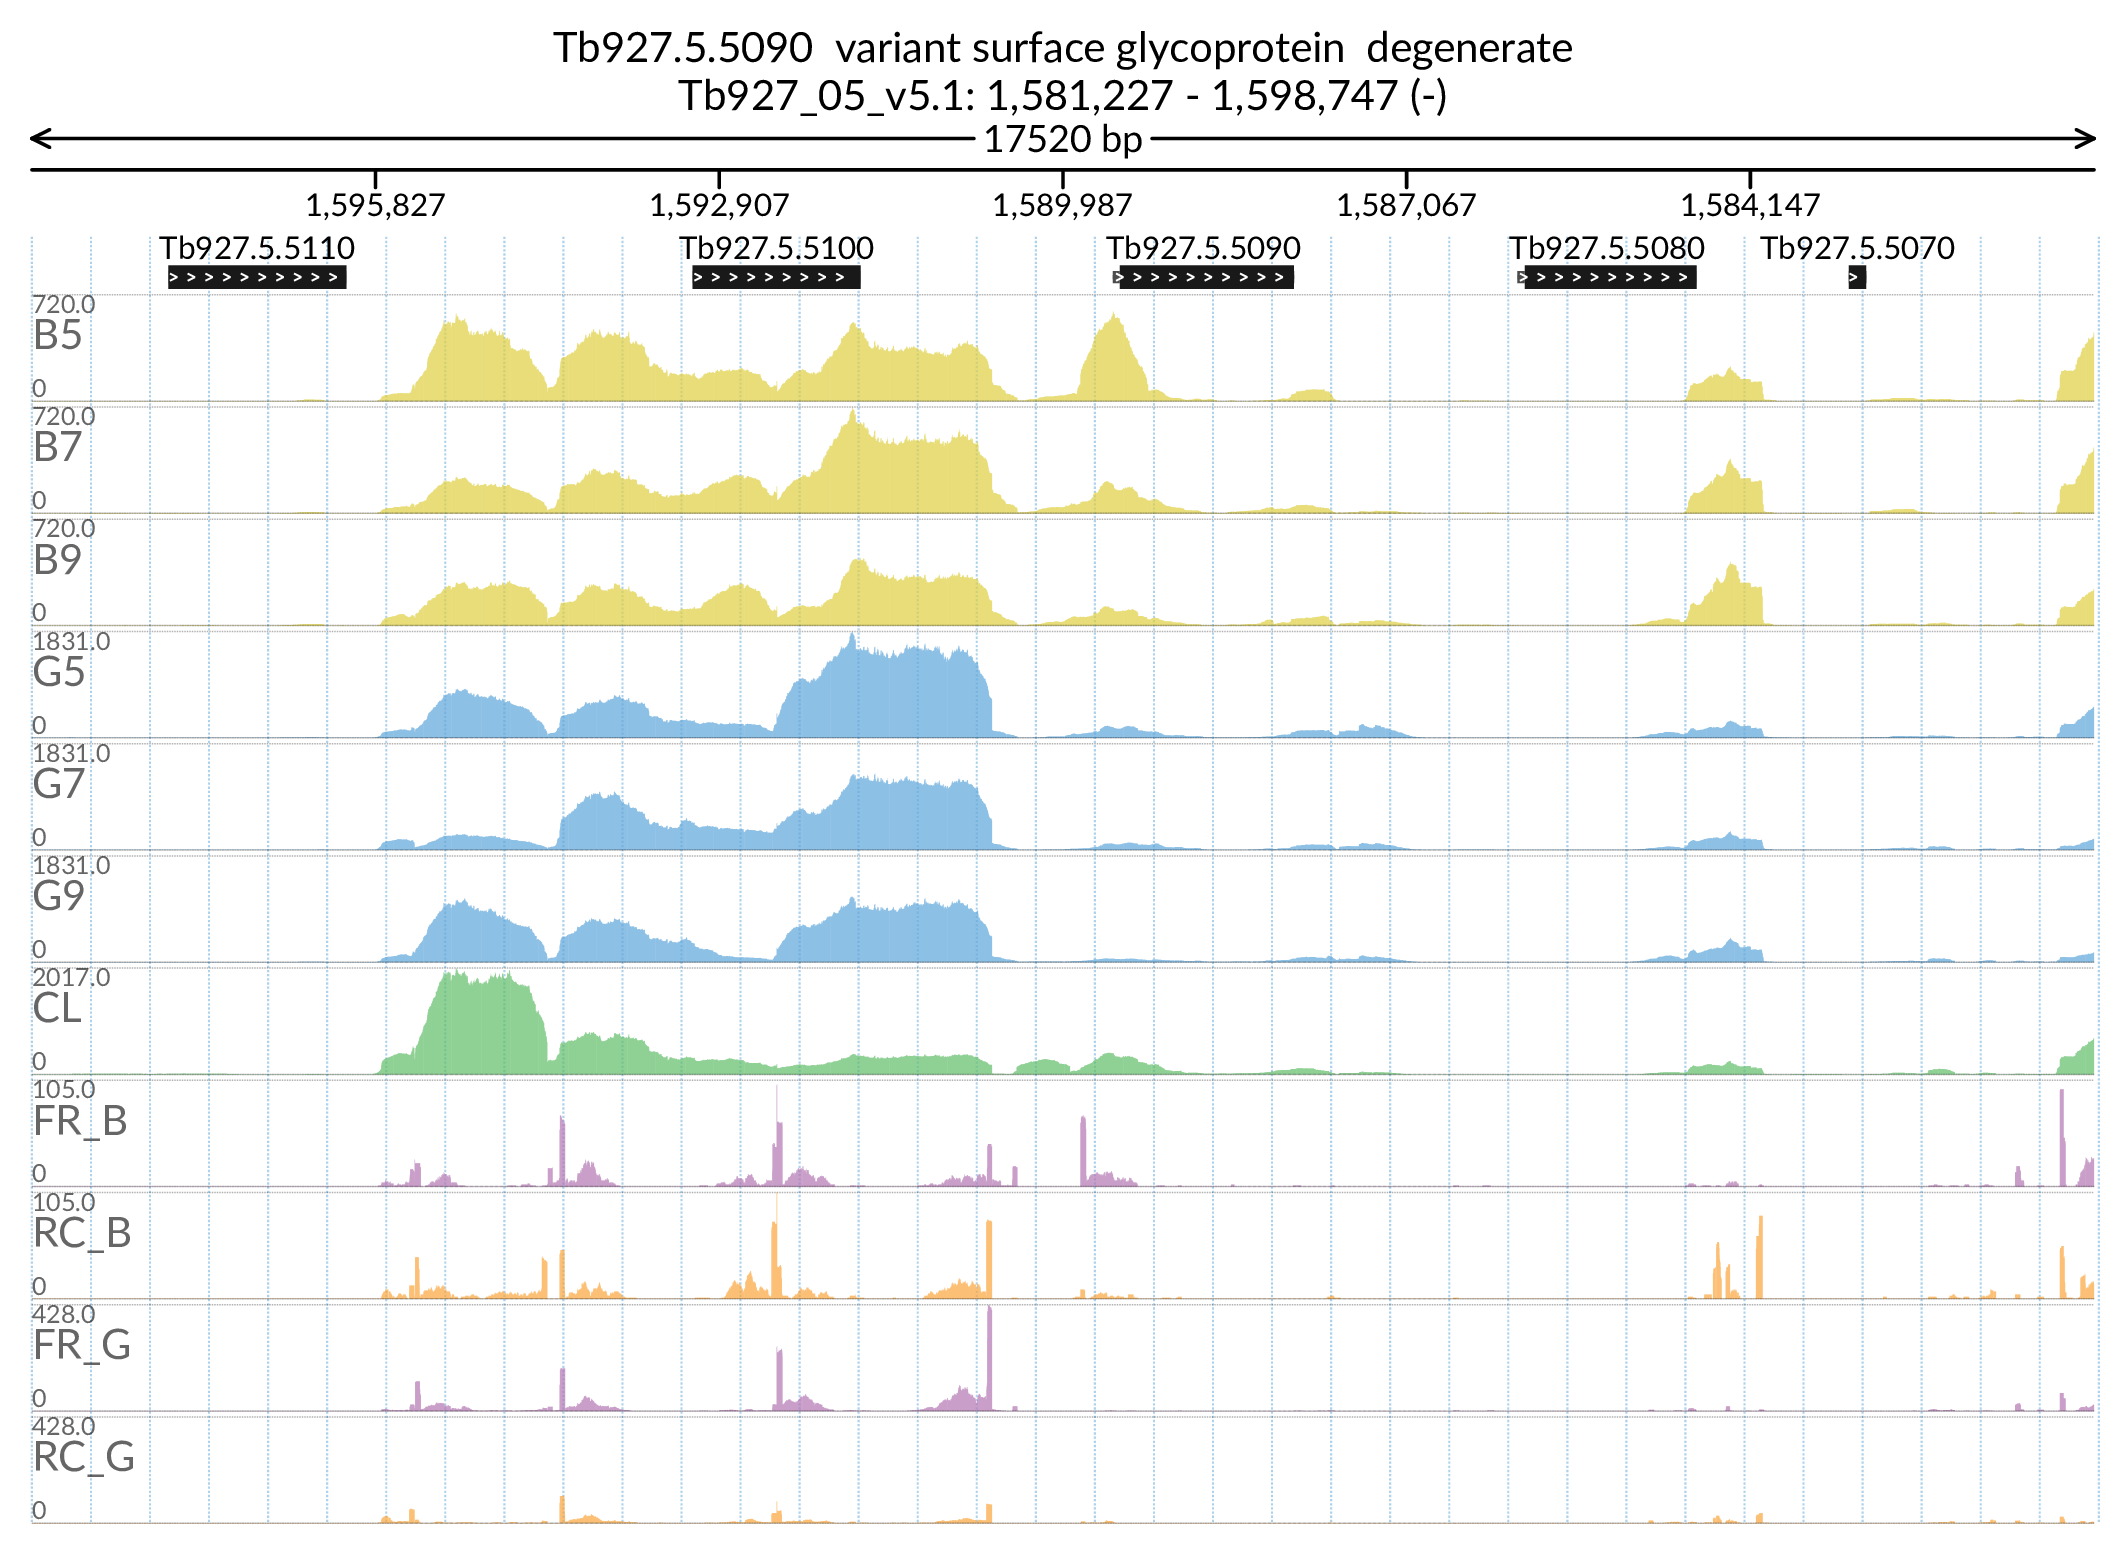 Tb927.5.5090  variant surface glycoprotein  degenerate
Tb927_05_v5.1: 1,581,227 - 1,598,747 (-)
17520 bp
1,595,827 1,592,907 1,589,987 1,587,067 1,584,147
Tb927.5.5110 Tb927.5.5100 Tb927.5.5090 Tb927.5.5080 Tb927.5.5070
720.0
B5
0
720.0
B7
0
720.0
B9
0
1831.0
G5
0
1831.0
G7
0
1831.0
G9
0
2017.0
CL
0
105.0
FR_B
0
105.0
RC_B
0
428.0
FR_G
0
428.0
RC_G
0